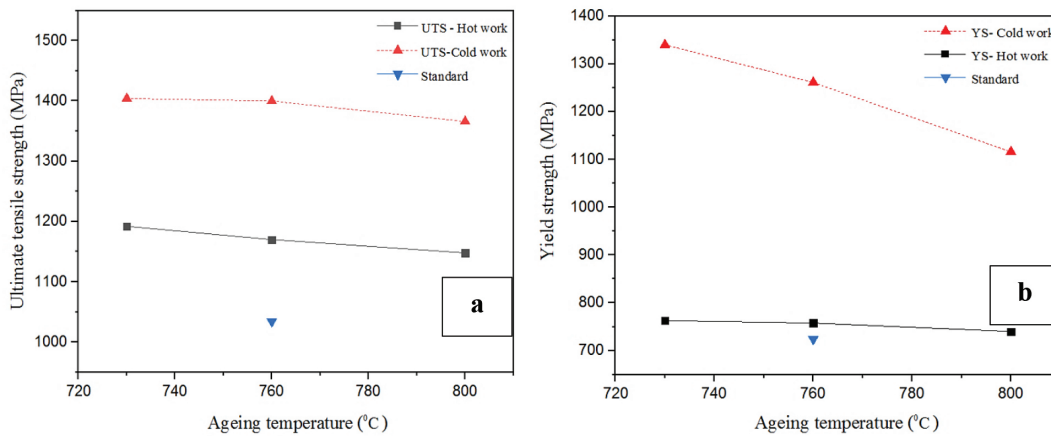 UTS - Hot work
UTS-Cold work
Standard
Ultimate tensile strength (MPa)
1500
1400
1300
1200
1100
1000
720
740
760
780
800
Ageing temperature (⁰C)
a
YS- Cold work
YS- Hot work
Standard
Yield strength (MPa)
1400
1300
1200
1100
1000
900
800
700
720
740
760
780
800
Ageing temperature (⁰C)
b